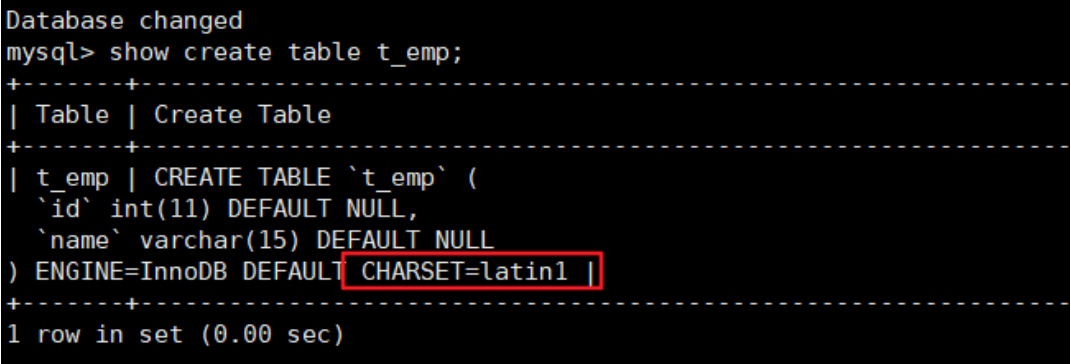 Database changed
mysql> show create table t_emp;
+-------+---------------------------------------------------------------
| Table | Create Table
+-------+---------------------------------------------------------------
| t_emp | CREATE TABLE `t_emp` (
  `id` int(11) DEFAULT NULL,
  `name` varchar(15) DEFAULT NULL
) ENGINE=InnoDB DEFAULT CHARSET=latin1 |
+-------+---------------------------------------------------------------
1 row in set (0.00 sec)